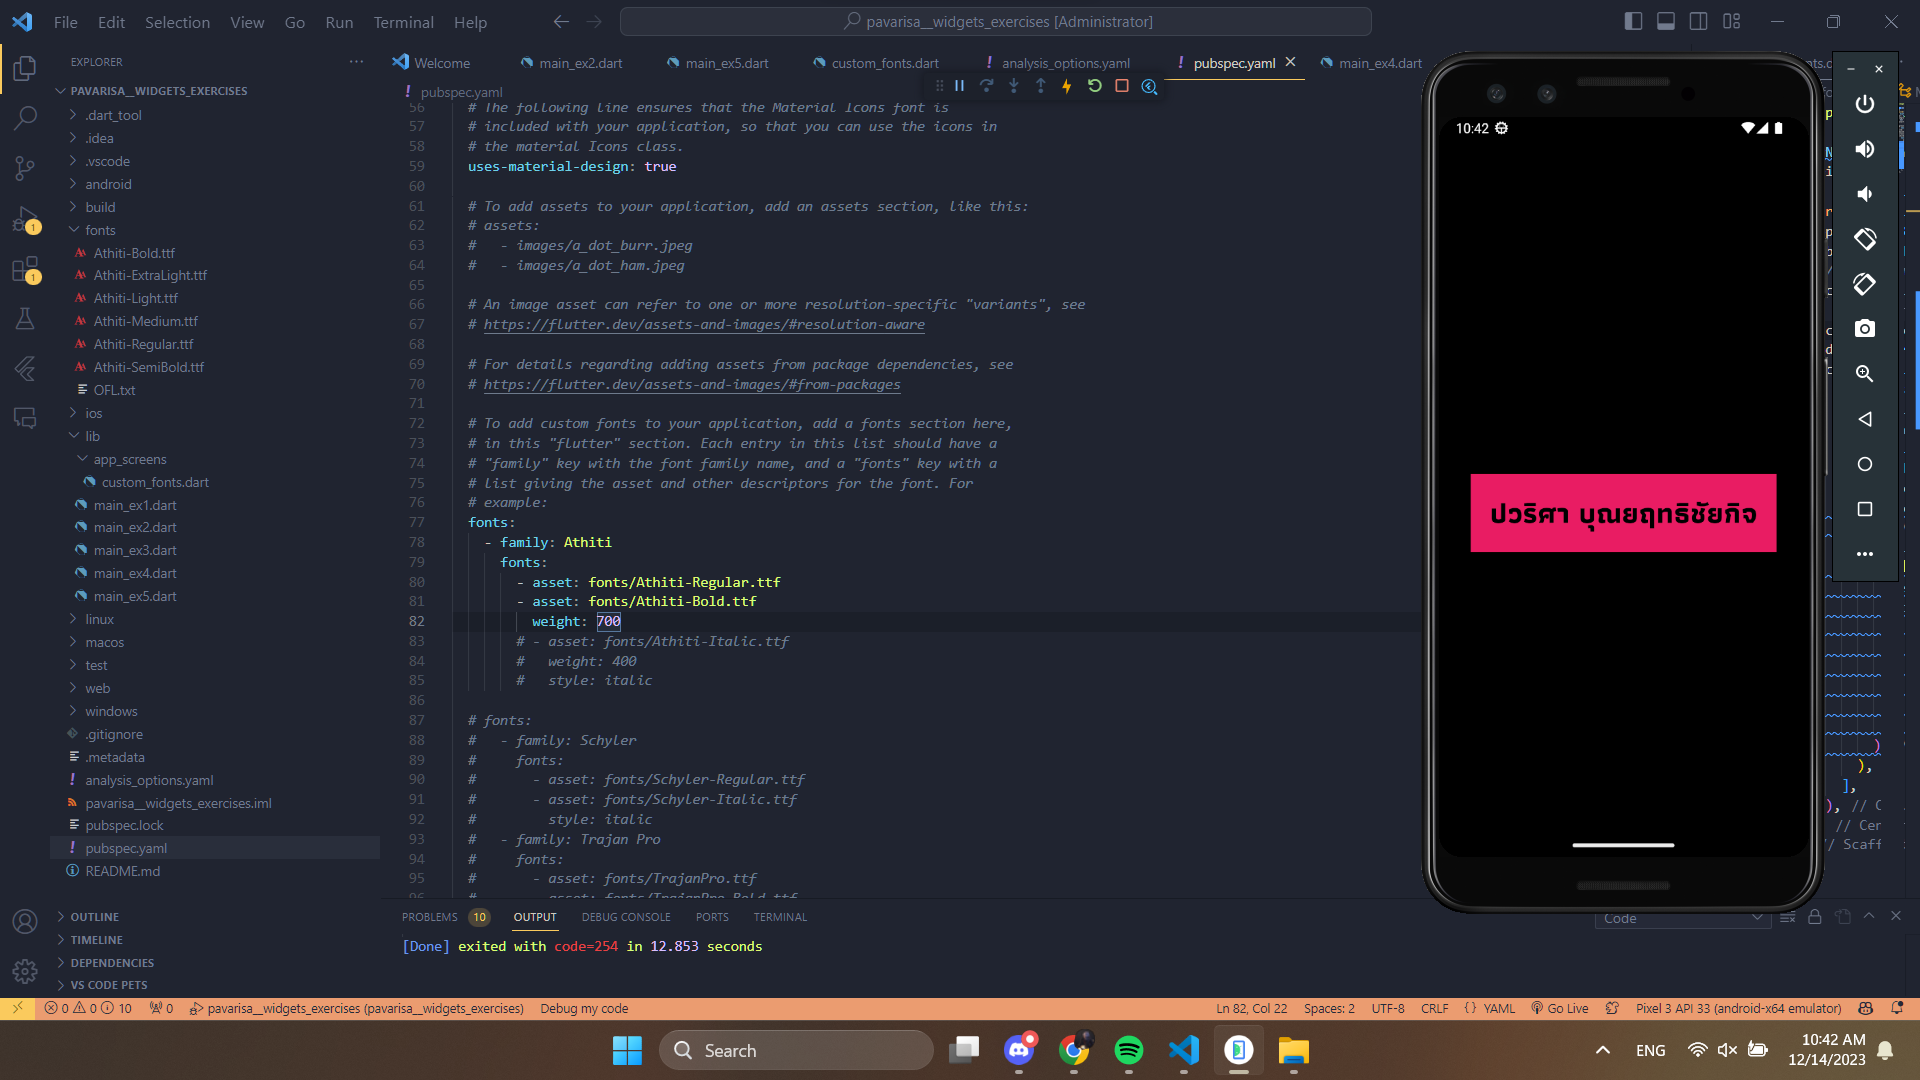 File Edit Selection View Go Run Terminal Help
pavarisa__widgets_exercises [Administrator]
EXPLORER
PAVARISA__WIDGETS_EXERCISES
.dart_tool
.idea
.vscode
android
build
fonts
Athiti-Bold.ttf
Athiti-ExtraLight.ttf
Athiti-Light.ttf
Athiti-Medium.ttf
Athiti-Regular.ttf
Athiti-SemiBold.ttf
OFL.txt
ios
lib
app_screens
custom_fonts.dart
main_ex1.dart
main_ex2.dart
main_ex3.dart
main_ex4.dart
main_ex5.dart
linux
macos
test
web
windows
.gitignore
.metadata
analysis_options.yaml
pavarisa__widgets_exercises.iml
pubspec.lock
pubspec.yaml
README.md
OUTLINE
TIMELINE
DEPENDENCIES
VS CODE PETS
1
1
Welcome main_ex2.dart main_ex5.dart custom_fonts.dart analysis_options.yaml pubspec.yaml main_ex4.dart
pubspec.yaml
56 # The following line ensures that the Material Icons font is
57 # included with your application, so that you can use the icons in
58 # the material Icons class.
59 uses-material-design: true
60
61 # To add assets to your application, add an assets section, like this:
62 # assets:
63 #   - images/a_dot_burr.jpeg
64 #   - images/a_dot_ham.jpeg
65
66 # An image asset can refer to one or more resolution-specific "variants", see
67 # https://flutter.dev/assets-and-images/#resolution-aware
68
69 # For details regarding adding assets from package dependencies, see
70 # https://flutter.dev/assets-and-images/#from-packages
71
72 # To add custom fonts to your application, add a fonts section here,
73 # in this "flutter" section. Each entry in this list should have a
74 # "family" key with the font family name, and a "fonts" key with a
75 # list giving the asset and other descriptors for the font. For
76 # example:
77 fonts:
78   - family: Athiti
79     fonts:
80       - asset: fonts/Athiti-Regular.ttf
81       - asset: fonts/Athiti-Bold.ttf
82         weight: 700
83       # - asset: fonts/Athiti-Italic.ttf
84       #   weight: 400
85       #   style: italic
86
87 # fonts:
88 #   - family: Schyler
89 #     fonts:
90 #       - asset: fonts/Schyler-Regular.ttf
91 #       - asset: fonts/Schyler-Italic.ttf
92 #         style: italic
93 #   - family: Trajan Pro
94 #     fonts:
95 #       - asset: fonts/TrajanPro.ttf
96 #       - asset: fonts/TrajanPro_Bold.ttf
10:42
ปวริศา บุณยฤทธิชัยกิจ
)
),
],
), // C
// Cer
// Scaff
PROBLEMS 10 OUTPUT DEBUG CONSOLE PORTS TERMINAL
Code
[Done] exited with code=254 in 12.853 seconds
0 0 10 0 pavarisa__widgets_exercises (pavarisa__widgets_exercises) Debug my code
Ln 82, Col 22 Spaces: 2 UTF-8 CRLF {} YAML Go Live Pixel 3 API 33 (android-x64 emulator)
Search
ENG
10:42 AM
12/14/2023